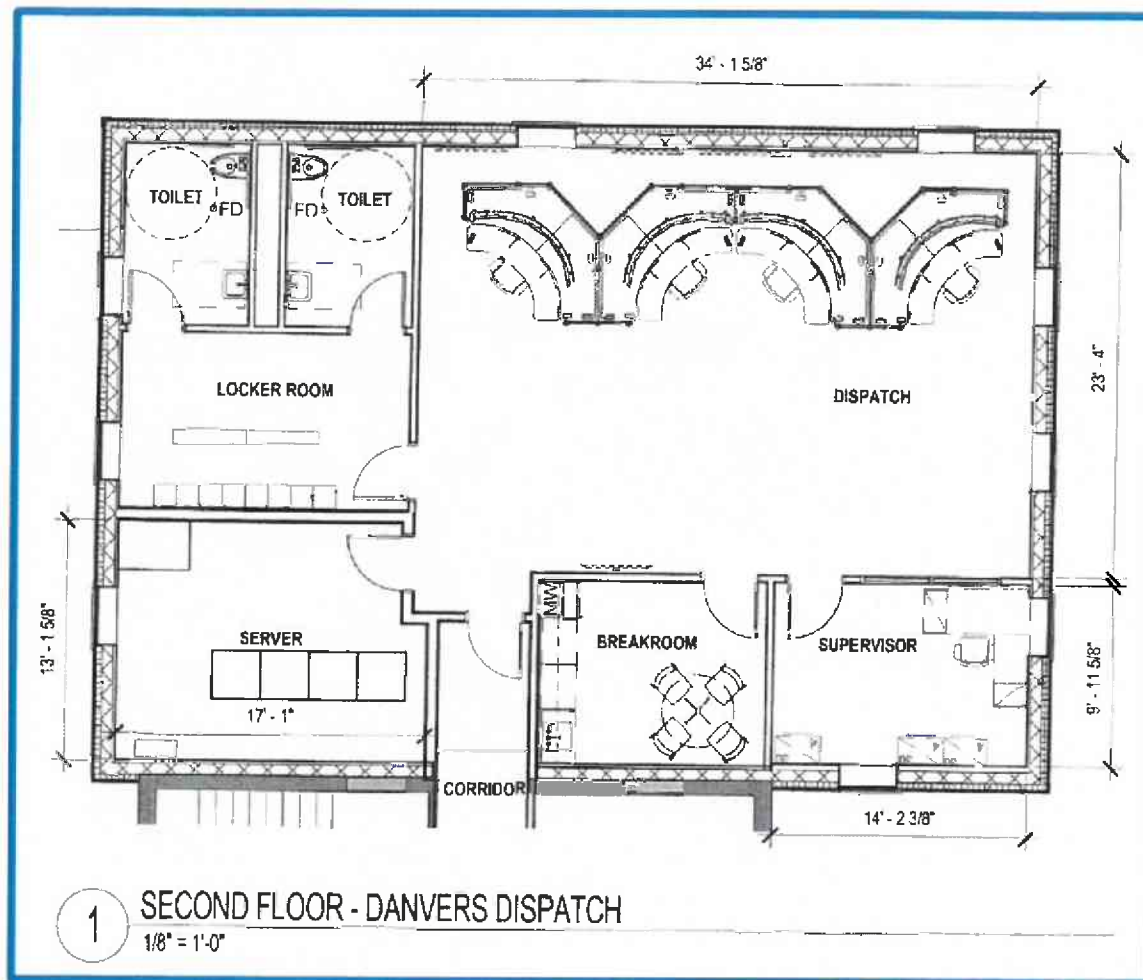 34' - 1 5/8"
TOILET
FD
FD
TOILET
LOCKER ROOM
DISPATCH
23' - 4"
13' - 1 5/8"
SERVER
17' - 1"
MW
BREAKROOM
SUPERVISOR
9' - 11 5/8"
CORRIDOR
14' - 2 3/8"
1
SECOND FLOOR - DANVERS DISPATCH
1/8" = 1'-0"